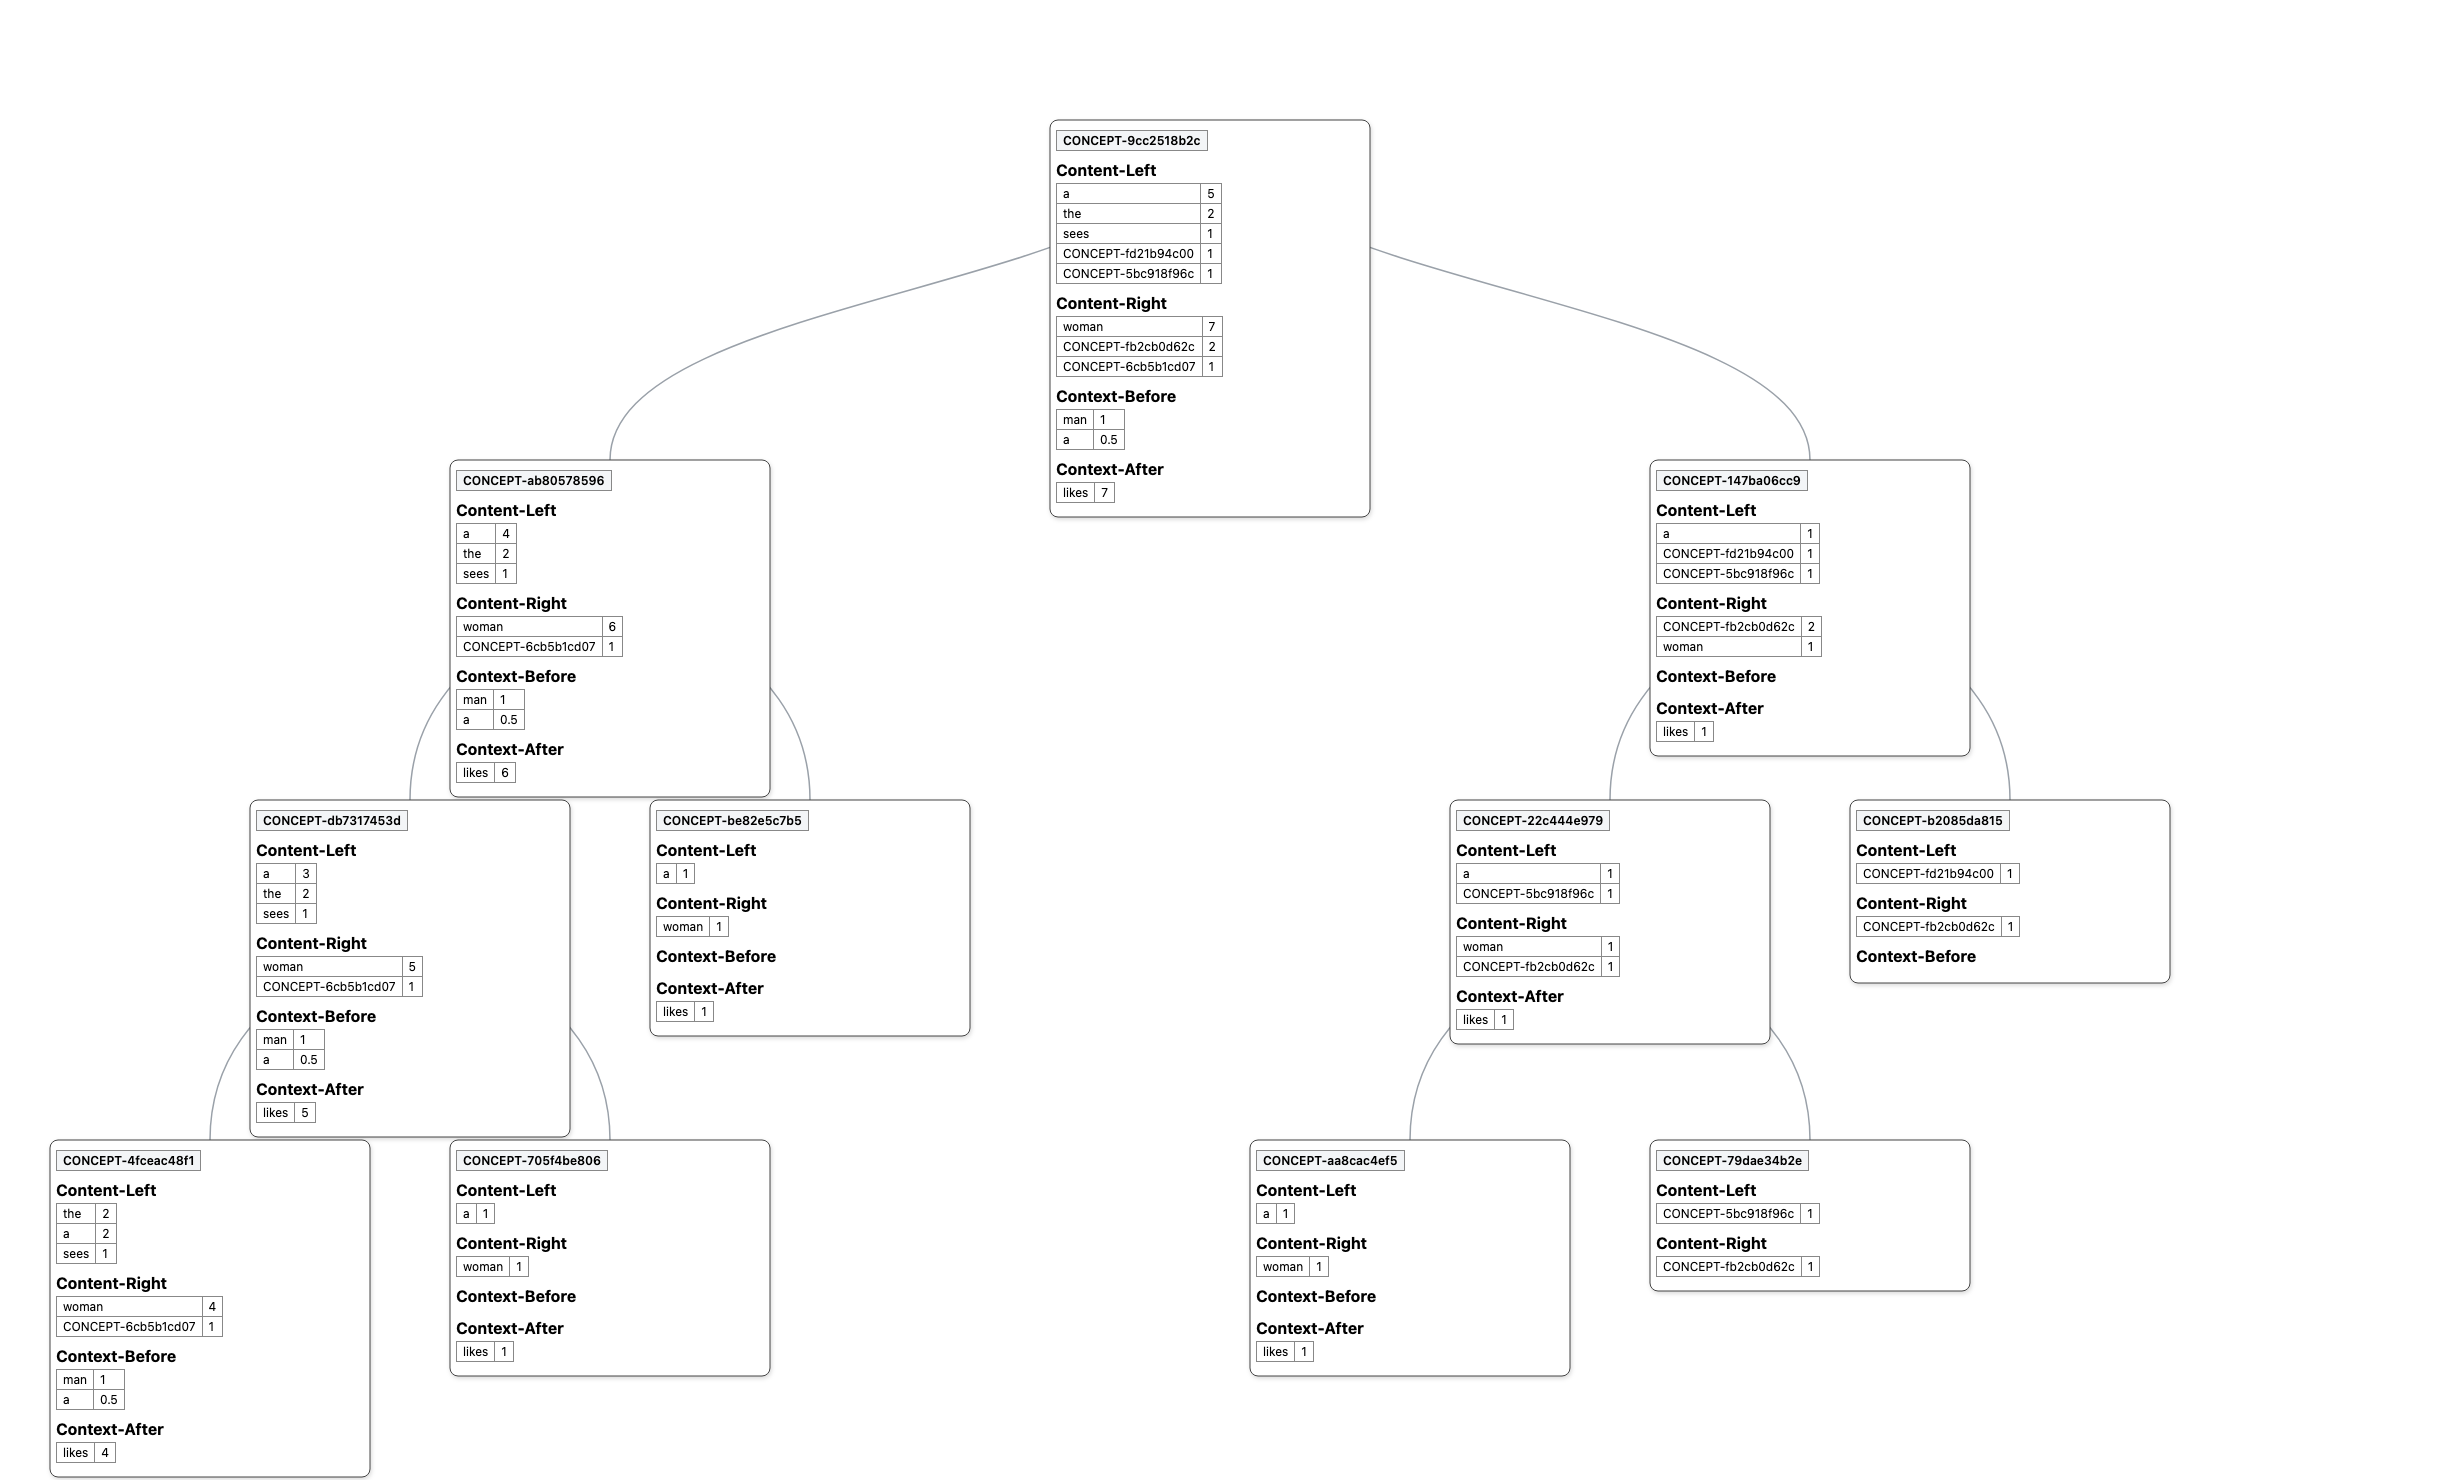 CONCEPT-9cc2518b2c
Content-Left
a 5
the 2
sees 1
CONCEPT-fd21b94c00 1
CONCEPT-5bc918f96c 1
Content-Right
woman 7
CONCEPT-fb2cb0d62c 2
CONCEPT-6cb5b1cd07 1
Context-Before
man 1
a 0.5
Context-After
likes 7
CONCEPT-ab80578596
Content-Left
a 4
the 2
sees 1
Content-Right
woman 6
CONCEPT-6cb5b1cd07 1
Context-Before
man 1
a 0.5
Context-After
likes 6
CONCEPT-147ba06cc9
Content-Left
a 1
CONCEPT-fd21b94c00 1
CONCEPT-5bc918f96c 1
Content-Right
CONCEPT-fb2cb0d62c 2
woman 1
Context-Before
Context-After
likes 1
CONCEPT-db7317453d
Content-Left
a 3
the 2
sees 1
Content-Right
woman 5
CONCEPT-6cb5b1cd07 1
Context-Before
man 1
a 0.5
Context-After
likes 5
CONCEPT-be82e5c7b5
Content-Left
a 1
Content-Right
woman 1
Context-Before
Context-After
likes 1
CONCEPT-22c444e979
Content-Left
a 1
CONCEPT-5bc918f96c 1
Content-Right
woman 1
CONCEPT-fb2cb0d62c 1
Context-After
likes 1
CONCEPT-b2085da815
Content-Left
CONCEPT-fd21b94c00 1
Content-Right
CONCEPT-fb2cb0d62c 1
Context-Before
CONCEPT-4fceac48f1
Content-Left
the 2
a 2
sees 1
Content-Right
woman 4
CONCEPT-6cb5b1cd07 1
Context-Before
man 1
a 0.5
Context-After
likes 4
CONCEPT-705f4be806
Content-Left
a 1
Content-Right
woman 1
Context-Before
Context-After
likes 1
CONCEPT-aa8cac4ef5
Content-Left
a 1
Content-Right
woman 1
Context-Before
Context-After
likes 1
CONCEPT-79dae34b2e
Content-Left
CONCEPT-5bc918f96c 1
Content-Right
CONCEPT-fb2cb0d62c 1